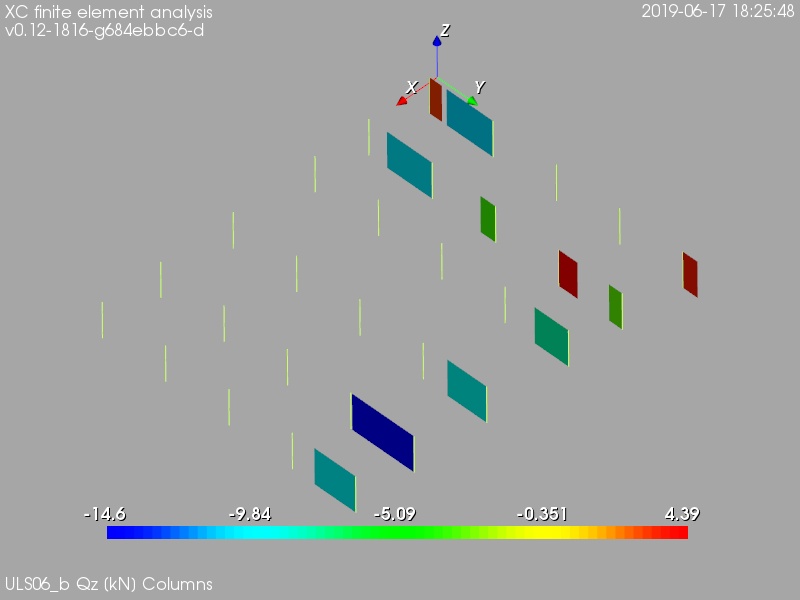 XC finite element analysis
2019-06-17 18:25:48
v0.12-1816-g684ebbc6-d
Z
X
Y
-14.6 -9.84 -5.09 -0.351 4.39
ULS06_b Qz (kN) Columns